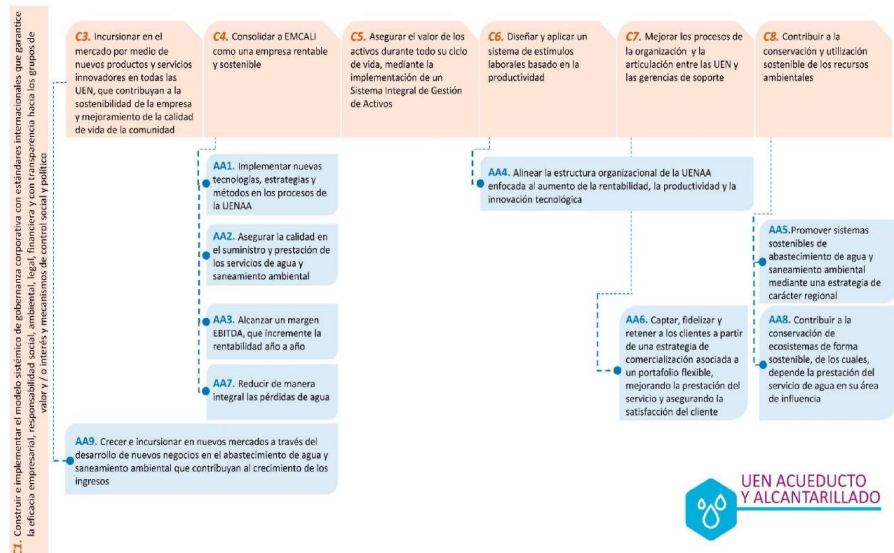 C1. Construir e implementar el modelo sistémico de gobernanza corporativa con estándares internacionales que garantice
la eficacia empresarial, responsabilidad social, ambiental, legal, financiera y con transparencia hacia los grupos de
valor y / o interés y mecanismos de control social y político
C3. Incursionar en el
mercado por medio de
nuevos productos y servicios
innovadores en todas las
UEN, que contribuyan a la
sostenibilidad de la empresa
y mejoramiento de la calidad
de vida de la comunidad
C4. Consolidar a EMCALI
como una empresa rentable
y sostenible
C5. Asegurar el valor de los
activos durante todo su ciclo
de vida, mediante la
implementación de un
Sistema Integral de Gestión
de Activos
C6. Diseñar y aplicar un
sistema de estímulos
laborales basado en la
productividad
C7. Mejorar los procesos de
la organización y la
articulación entre las UEN y
las gerencias de soporte
C8. Contribuir a la
conservación y utilización
sostenible de los recursos
ambientales
AA1. Implementar nuevas
tecnologías, estrategias y
métodos en los procesos de
la UENAA
AA2. Asegurar la calidad en
el suministro y prestación de
los servicios de agua y
saneamiento ambiental
AA3. Alcanzar un margen
EBITDA, que incremente la
rentabilidad año a año
AA7. Reducir de manera
integral las pérdidas de agua
AA9. Crecer e incursionar en nuevos mercados a través del
desarrollo de nuevos negocios en el abastecimiento de agua y
saneamiento ambiental que contribuyan al crecimiento de los
ingresos
AA4. Alinear la estructura organizacional de la UENAA
enfocada al aumento de la rentabilidad, la productividad y la
innovación tecnológica
AA6. Captar, fidelizar y
retener a los clientes a partir
de una estrategia de
comercialización asociada a
un portafolio flexible,
mejorando la prestación del
servicio y asegurando la
satisfacción del cliente
AA5.Promover sistemas
sostenibles de
abastecimiento de agua y
saneamiento ambiental
mediante una estrategia de
carácter regional
AA8. Contribuir a la
conservación de
ecosistemas de forma
sostenible, de los cuales,
depende la prestación del
servicio de agua en su área
de influencia
UEN ACUEDUCTO
Y ALCANTARILLADO